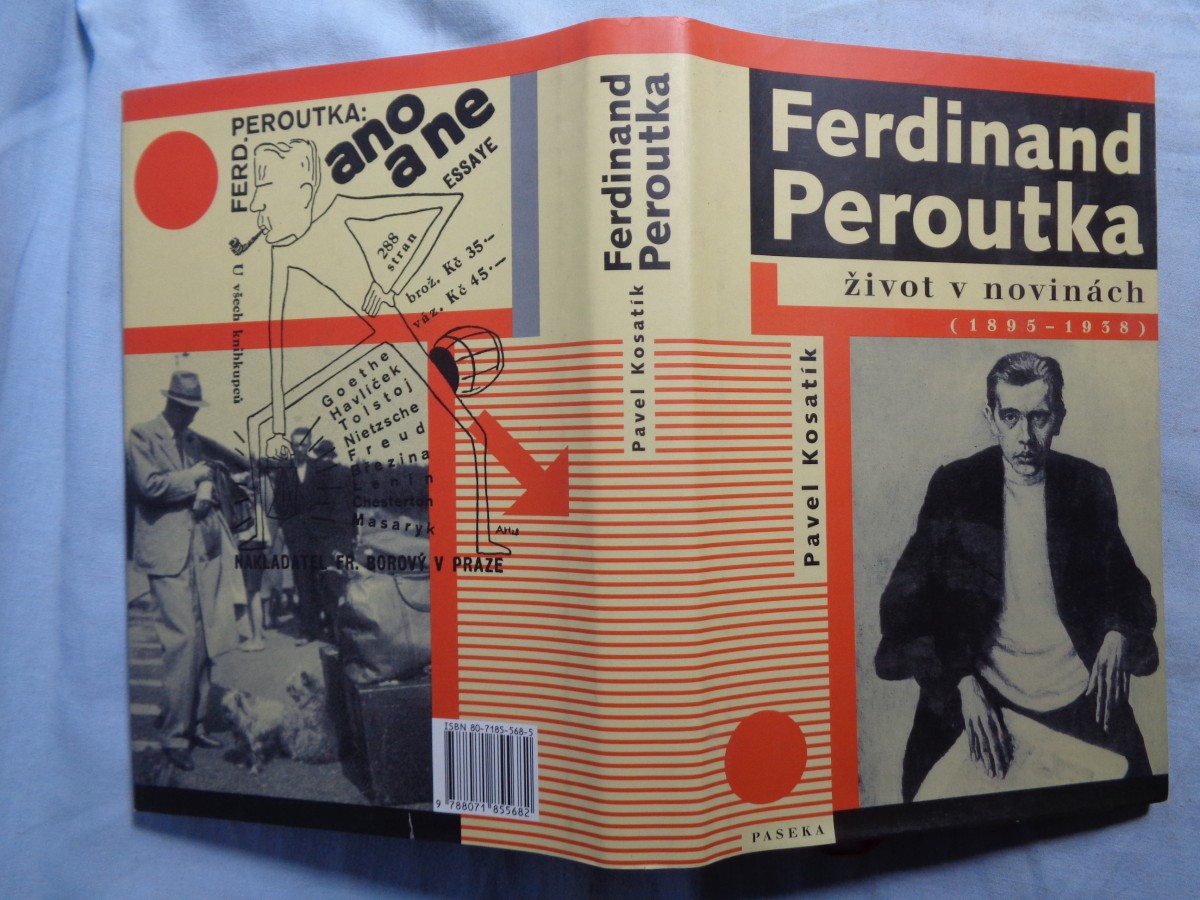 FERD. PEROUTKA:
ano
a ne
ESSAYE
288
stran
brož. Kč 35.—
váz. Kč 45.—
U všech knihkupců
Goethe
Havlíček
Tolstoj
Nietzsche
Freud
Březina
Lenin
Chesterton
Masaryk
AHU
NAKLADATEL FR. BOROVÝ V PRAZE
ISBN 80-7185-568-5
9 788071 855682
Ferdinand
Peroutka
Pavel Kosatík
Ferdinand
Peroutka
život v novinách
(1895–1938)
Pavel Kosatík
PASEKA